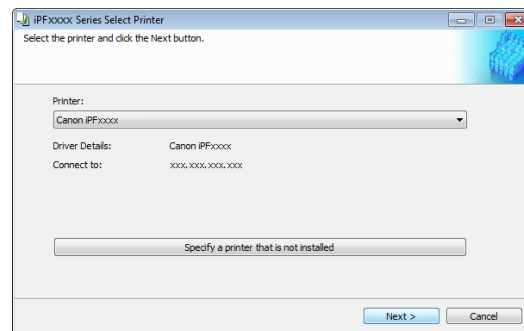 iPFxxxx Series Select Printer
Select the printer and click the Next button.
Printer:
Canon iPFxxxx
Driver Details: Canon iPFxxxx
Connect to: xxx.xxx.xxx.xxx
Specify a printer that is not installed
Next > Cancel